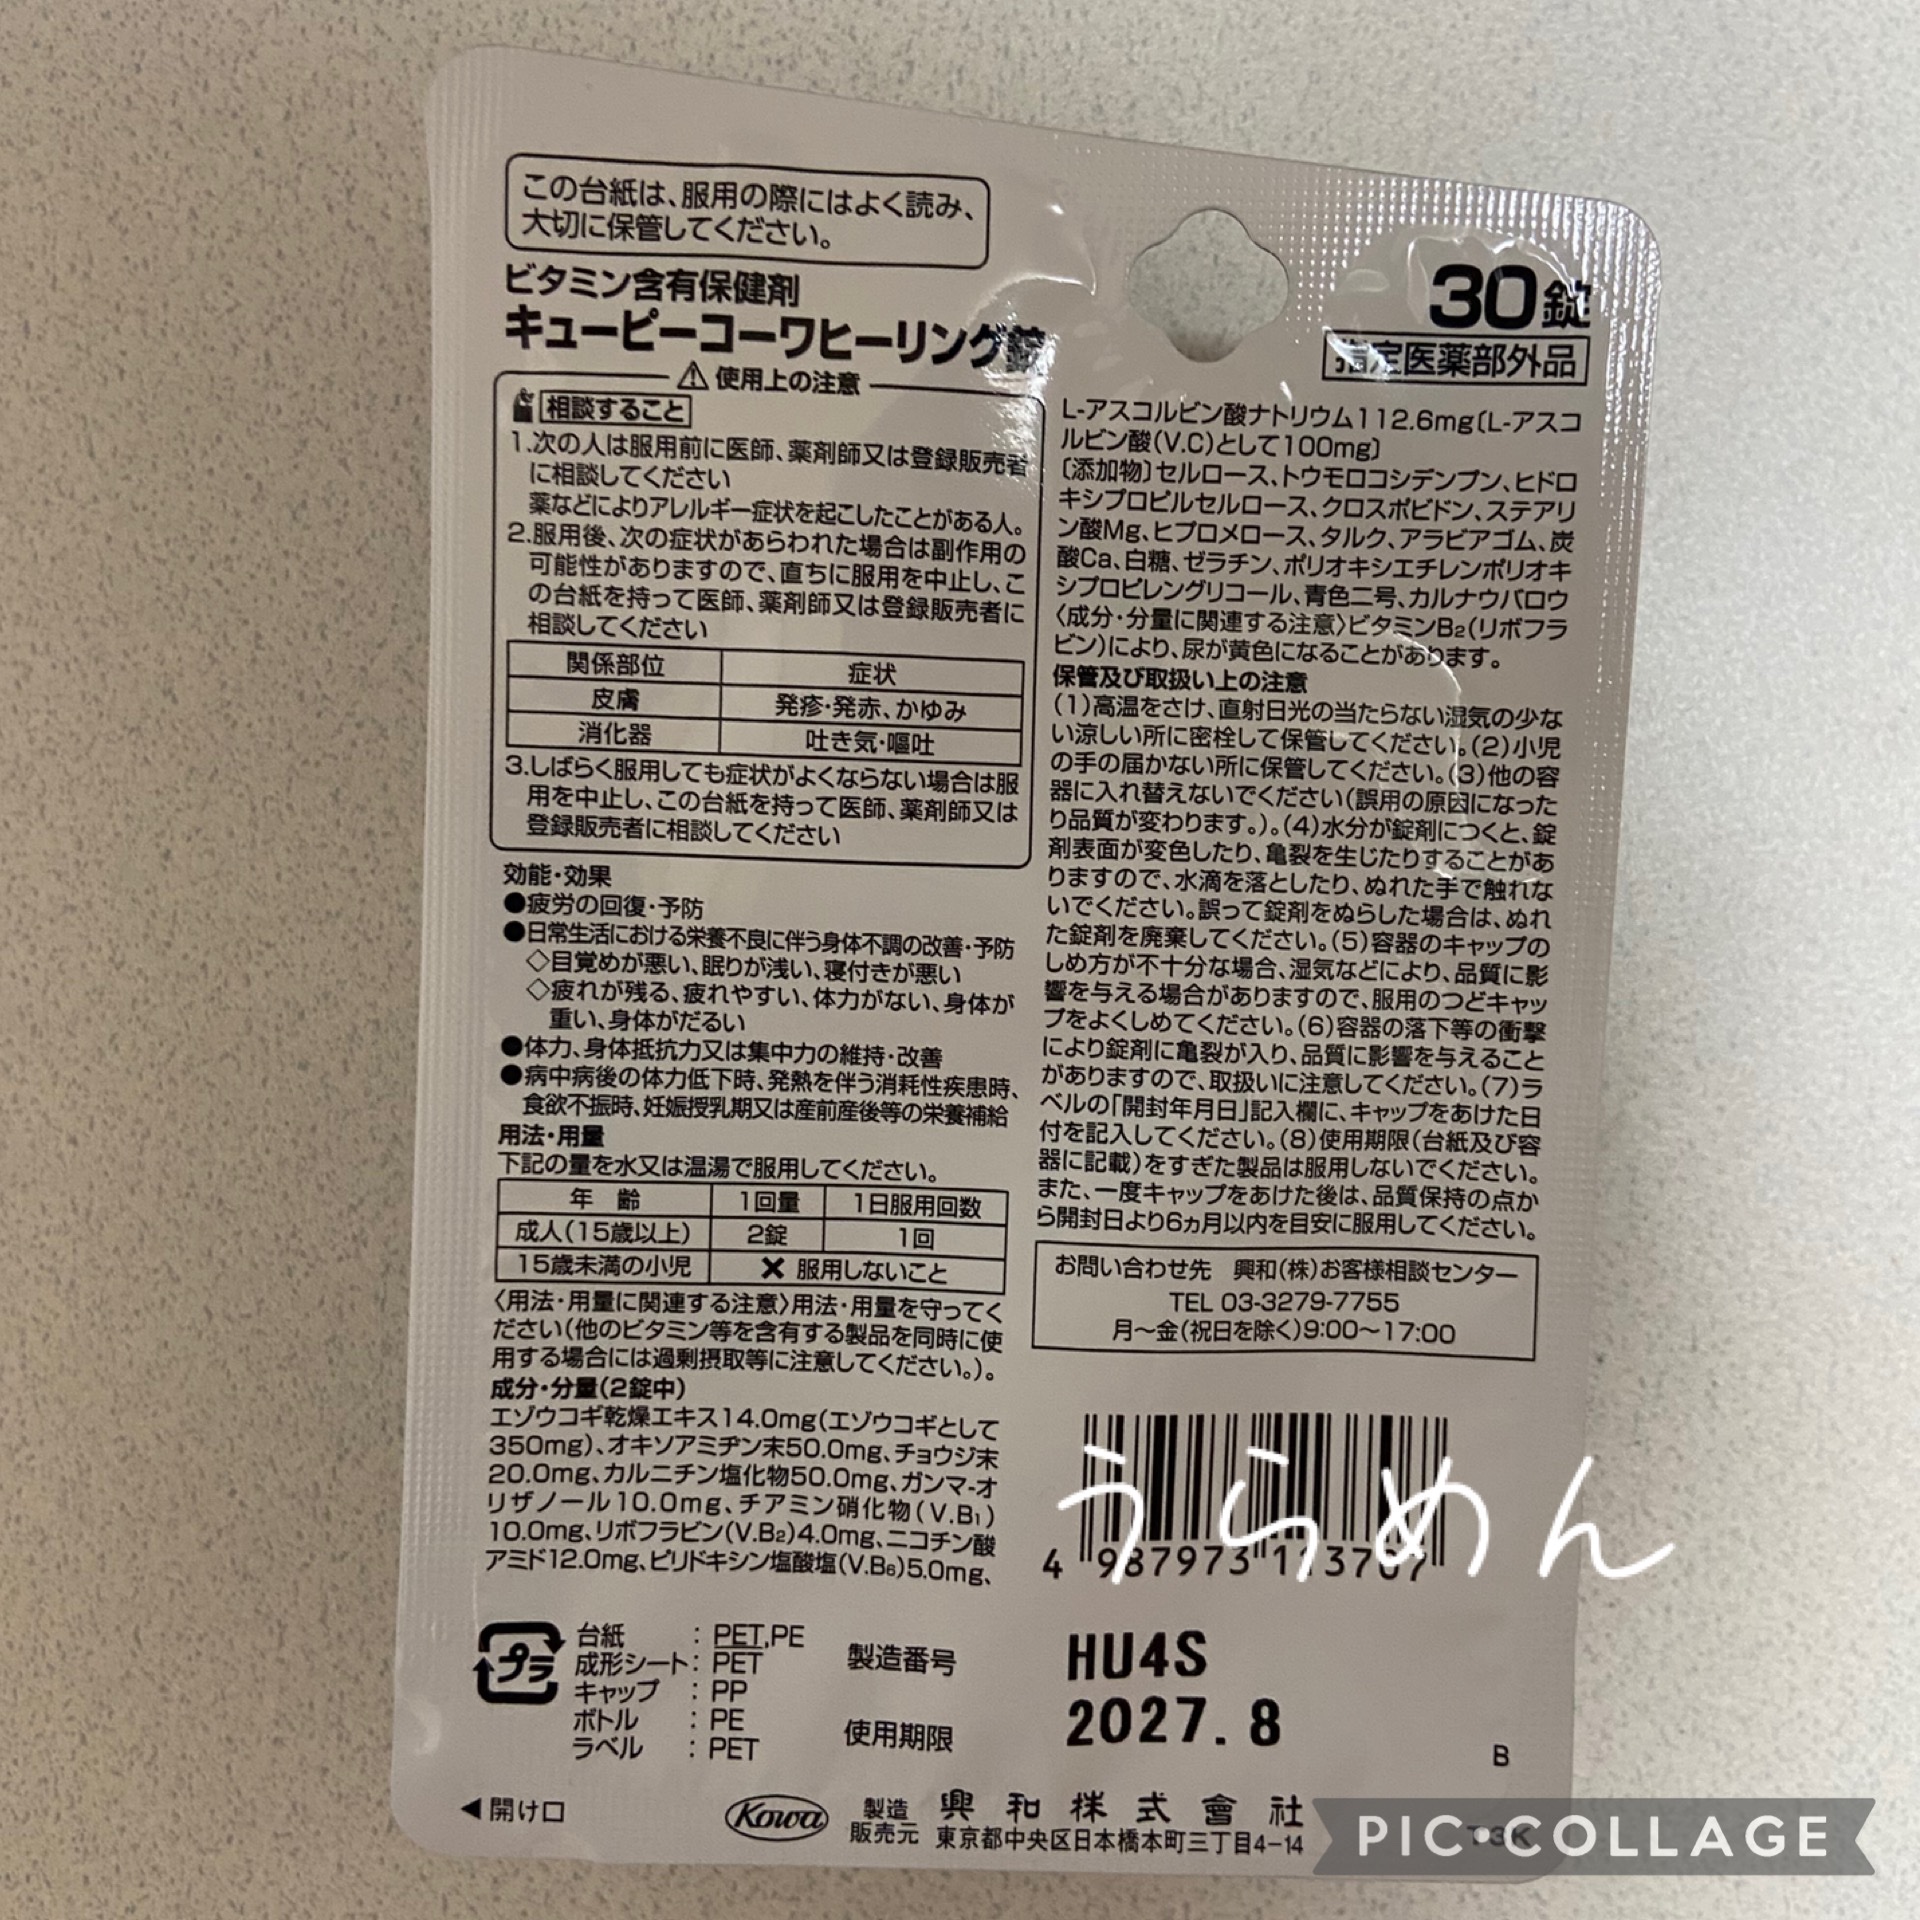 この台紙は、服用の際にはよく読み、
大切に保管してください。
ビタミン含有保健剤
キューピーコーワヒーリング錠
30錠
指定医薬部外品
⚠使用上の注意
相談すること
1.次の人は服用前に医師、薬剤師又は登録販売者
に相談してください
薬などによりアレルギー症状を起こしたことがある人。
2.服用後、次の症状があらわれた場合は副作用の
可能性がありますので、直ちに服用を中止し、こ
の台紙を持って医師、薬剤師又は登録販売者に
相談してください
関係部位 症状
皮膚 発疹・発赤、かゆみ
消化器 吐き気・嘔吐
3.しばらく服用しても症状がよくならない場合は服
用を中止し、この台紙を持って医師、薬剤師又は
登録販売者に相談してください
効能・効果
●疲労の回復・予防
●日常生活における栄養不良に伴う身体不調の改善・予防
◇目覚めが悪い、眠りが浅い、寝付きが悪い
◇疲れが残る、疲れやすい、体力がない、身体が
重い、身体がだるい
●体力、身体抵抗力又は集中力の維持・改善
●病中病後の体力低下時、発熱を伴う消耗性疾患時、
食欲不振時、妊娠授乳期又は産前産後等の栄養補給
用法・用量
下記の量を水又は温湯で服用してください。
年 齢 1回量 1日服用回数
成人(15歳以上) 2錠 1回
15歳未満の小児 ✕ 服用しないこと
〈用法・用量に関連する注意〉用法・用量を守ってく
ださい(他のビタミン等を含有する製品を同時に使
用する場合には過剰摂取等に注意してください。)。
成分・分量(2錠中)
エゾウコギ乾燥エキス14.0mg(エゾウコギとして
350mg)、オキソアミヂン末50.0mg、チョウジ末
20.0mg、カルニチン塩化物50.0mg、ガンマ-オ
リザノール10.0mg、チアミン硝化物(V.B₁)
10.0mg、リボフラビン(V.B₂)4.0mg、ニコチン酸
アミド12.0mg、ピリドキシン塩酸塩(V.B₆)5.0mg、
L-アスコルビン酸ナトリウム112.6mg〔L-アスコ
ルビン酸(V.C)として100mg〕
〔添加物〕セルロース、トウモロコシデンプン、ヒドロ
キシプロピルセルロース、クロスポビドン、ステアリ
ン酸Mg、ヒプロメロース、タルク、アラビアゴム、炭
酸Ca、白糖、ゼラチン、ポリオキシエチレンポリオキ
シプロピレングリコール、青色二号、カルナウバロウ
〈成分・分量に関連する注意〉ビタミンB₂(リボフラ
ビン)により、尿が黄色になることがあります。
保管及び取扱い上の注意
(1)高温をさけ、直射日光の当たらない湿気の少な
い涼しい所に密栓して保管してください。(2)小児
の手の届かない所に保管してください。(3)他の容
器に入れ替えないでください(誤用の原因になった
り品質が変わります。)。(4)水分が錠剤につくと、錠
剤表面が変色したり、亀裂を生じたりすることがあ
りますので、水滴を落としたり、ぬれた手で触れな
いでください。誤って錠剤をぬらした場合は、ぬれ
た錠剤を廃棄してください。(5)容器のキャップの
しめ方が不十分な場合、湿気などにより、品質に影
響を与える場合がありますので、服用のつどキャッ
プをよくしめてください。(6)容器の落下等の衝撃
により錠剤に亀裂が入り、品質に影響を与えること
がありますので、取扱いに注意してください。(7)ラ
ベルの「開封年月日」記入欄に、キャップをあけた日
付を記入してください。(8)使用期限(台紙及び容
器に記載)をすぎた製品は服用しないでください。
また、一度キャップをあけた後は、品質保持の点か
ら開封日より6ヵ月以内を目安に服用してください。
お問い合わせ先 興和(株)お客様相談センター
TEL 03-3279-7755
月〜金(祝日を除く)9:00〜17:00
うらめん
4 987973 113707
プラ
台紙 : PET,PE
成形シート : PET
キャップ : PP
ボトル : PE
ラベル : PET
製造番号 HU4S
使用期限 2027.8
B
◀開け口
Kowa
製造
販売元
興和株式會社
東京都中央区日本橋本町三丁目4-14
PIC•COLLAGE